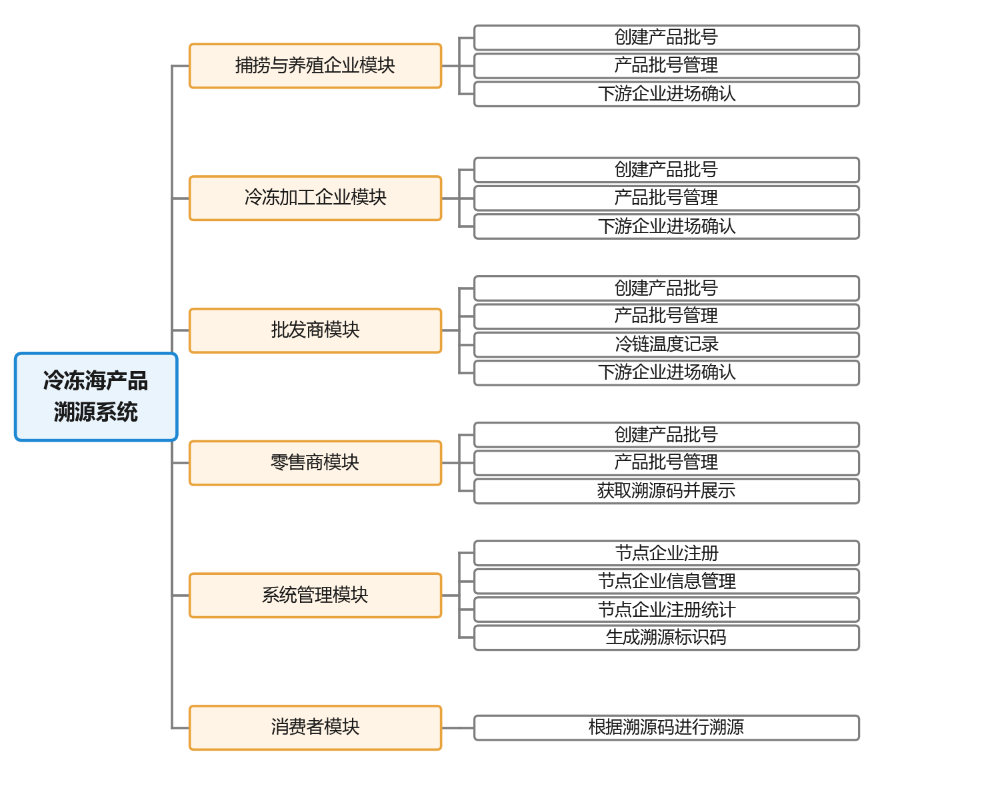 冷冻海产品
溯源系统
捕捞与养殖企业模块
创建产品批号
产品批号管理
下游企业进场确认
冷冻加工企业模块
创建产品批号
产品批号管理
下游企业进场确认
批发商模块
创建产品批号
产品批号管理
冷链温度记录
下游企业进场确认
零售商模块
创建产品批号
产品批号管理
获取溯源码并展示
系统管理模块
节点企业注册
节点企业信息管理
节点企业注册统计
生成溯源标识码
消费者模块
根据溯源码进行溯源